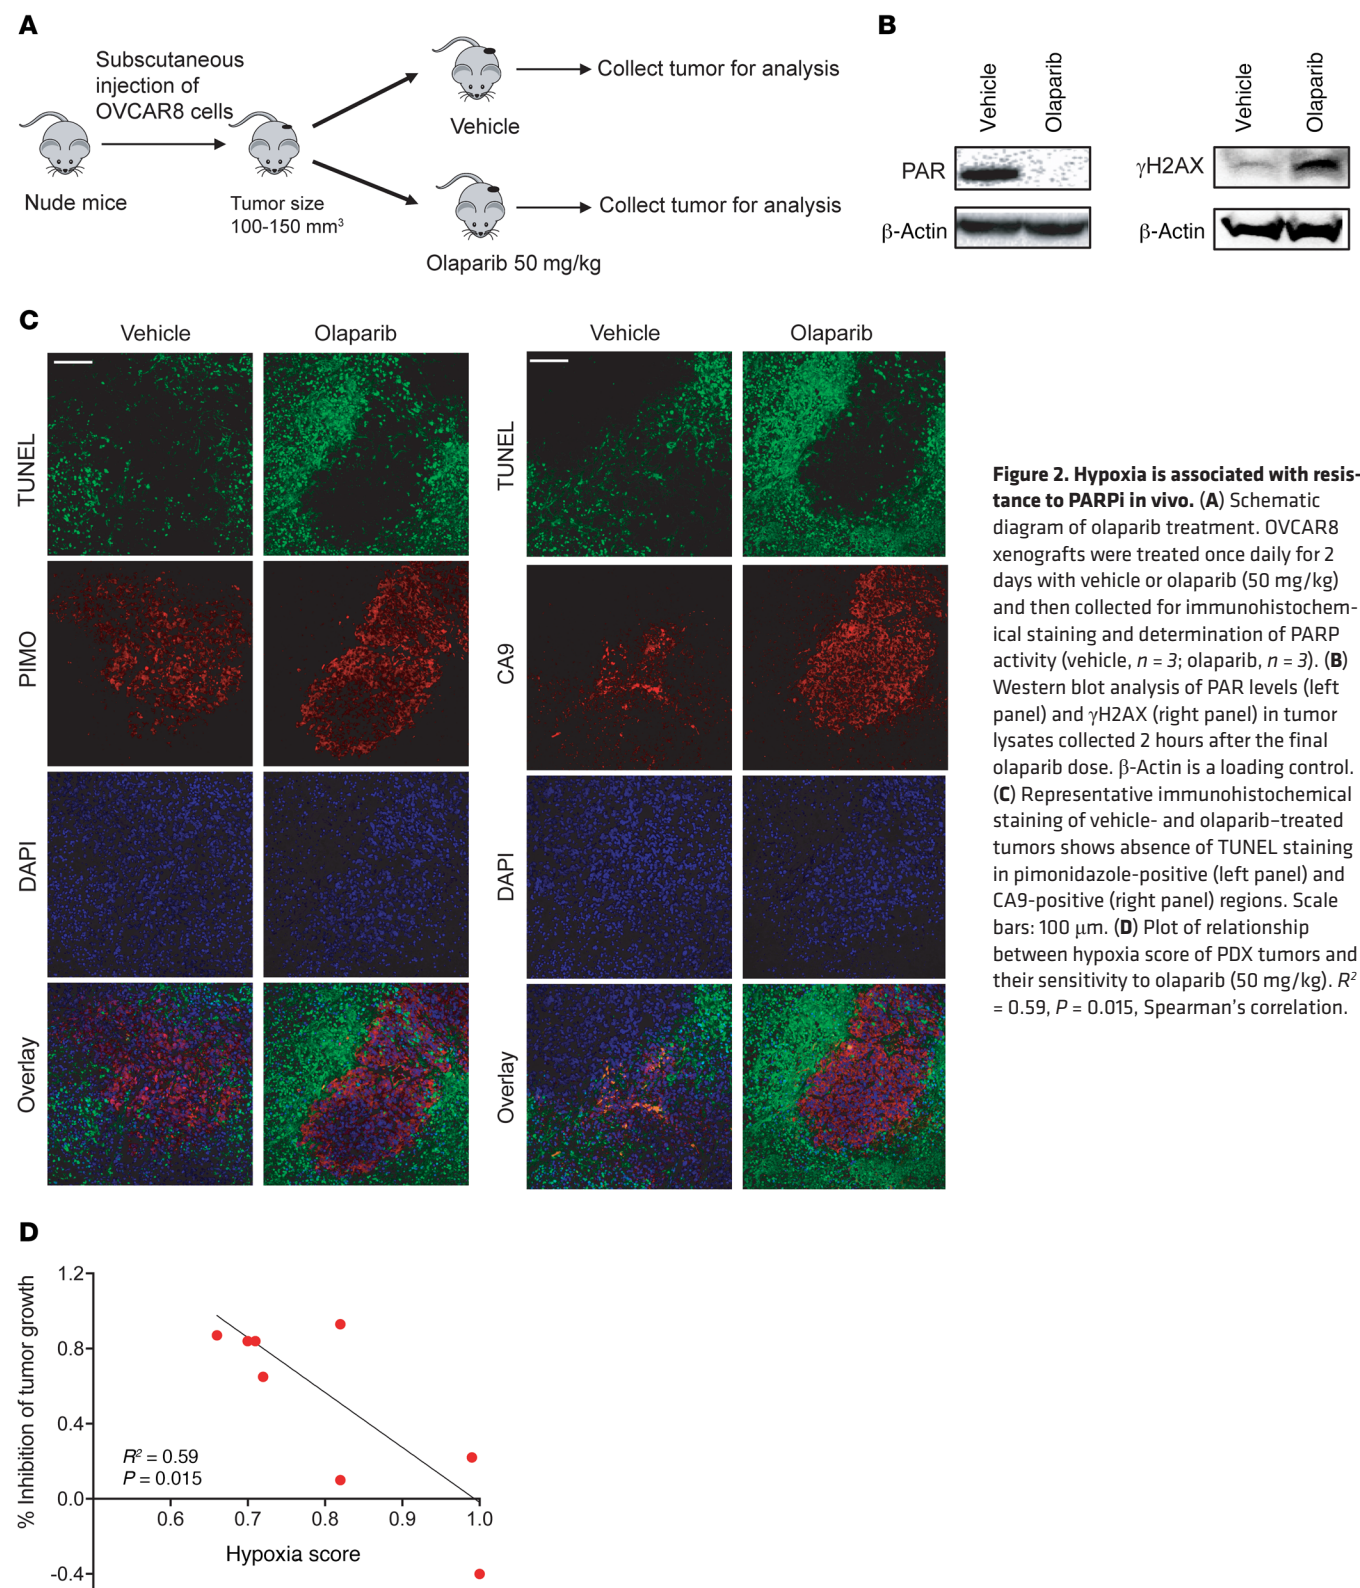 A
Subscutaneous
injection of
OVCAR8 cells
Nude mice
Tumor size
100-150 mm³
Vehicle
Collect tumor for analysis
Olaparib 50 mg/kg
Collect tumor for analysis
B
Vehicle
Olaparib
PAR
β-Actin
Vehicle
Olaparib
γH2AX
β-Actin
C
Vehicle
Olaparib
Vehicle
Olaparib
TUNEL
PIMO
DAPI
Overlay
TUNEL
CA9
DAPI
Overlay
Figure 2. Hypoxia is associated with resis-
tance to PARPi in vivo. (A) Schematic
diagram of olaparib treatment. OVCAR8
xenografts were treated once daily for 2
days with vehicle or olaparib (50 mg/kg)
and then collected for immunohistochem-
ical staining and determination of PARP
activity (vehicle, n = 3; olaparib, n = 3). (B)
Western blot analysis of PAR levels (left
panel) and γH2AX (right panel) in tumor
lysates collected 2 hours after the final
olaparib dose. β-Actin is a loading control.
(C) Representative immunohistochemical
staining of vehicle- and olaparib–treated
tumors shows absence of TUNEL staining
in pimonidazole-positive (left panel) and
CA9-positive (right panel) regions. Scale
bars: 100 μm. (D) Plot of relationship
between hypoxia score of PDX tumors and
their sensitivity to olaparib (50 mg/kg). R²
= 0.59, P = 0.015, Spearman's correlation.
D
% Inhibition of tumor growth
1.2
0.8
0.4
0.0
-0.4
R² = 0.59
P = 0.015
0.6 0.7 0.8 0.9 1.0
Hypoxia score